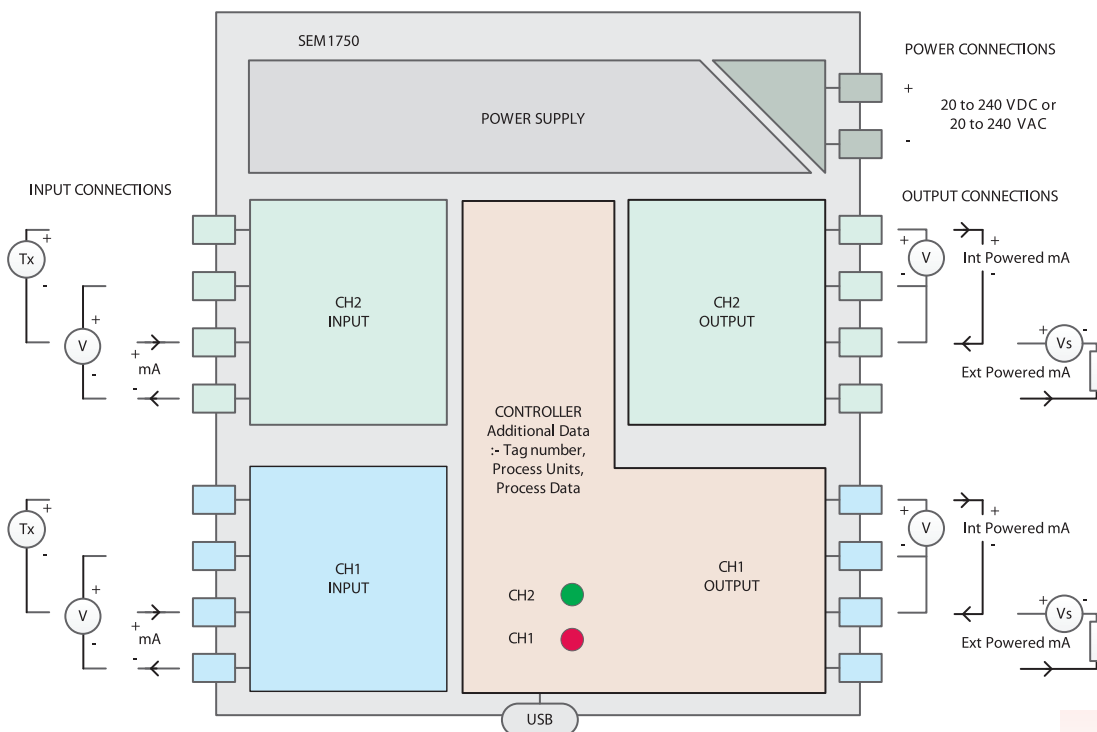 SEM1750
POWER CONNECTIONS
POWER SUPPLY
+
20 to 240 VDC or
20 to 240 VAC
-
INPUT CONNECTIONS
OUTPUT CONNECTIONS
+
Tx
-
+
V
-
+
mA
-
CH2
INPUT
CH2
OUTPUT
+
V
-
+
Int Powered mA
-
+
Vs
-
Ext Powered mA
CONTROLLER
Additional Data
:- Tag number,
Process Units,
Process Data
+
Tx
-
+
V
-
+
mA
-
CH1
INPUT
CH2
CH1
CH1
OUTPUT
+
V
-
+
Int Powered mA
-
+
Vs
-
Ext Powered mA
USB